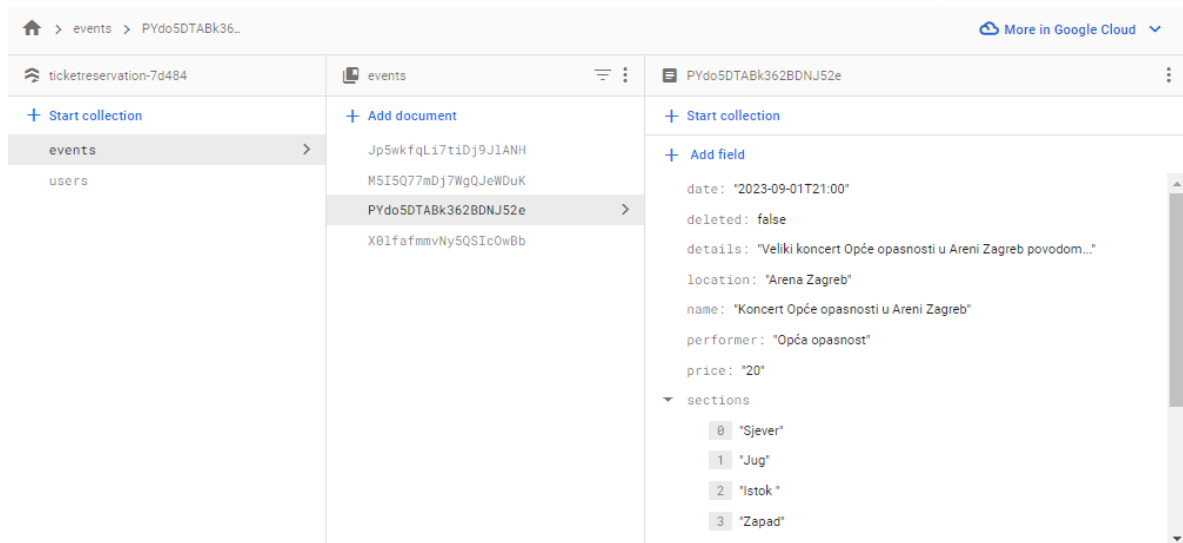 events > PYdo5DTABk36…
More in Google Cloud
ticketreservation-7d484
events
PYdo5DTABk362BDNJ52e
+ Start collection
+ Add document
+ Start collection
events
users
Jp5wkfqLi7tiDj9JlANH
M5I5Q77mDj7WgQJeWDuK
PYdo5DTABk362BDNJ52e
X0lfafmmvNy5QSIcOwBb
+ Add field
date: "2023-09-01T21:00"
deleted: false
details: "Veliki koncert Opće opasnosti u Areni Zagreb povodom..."
location: "Arena Zagreb"
name: "Koncert Opće opasnosti u Areni Zagreb"
performer: "Opća opasnost"
price: "20"
sections
0 "Sjever"
1 "Jug"
2 "Istok "
3 "Zapad"